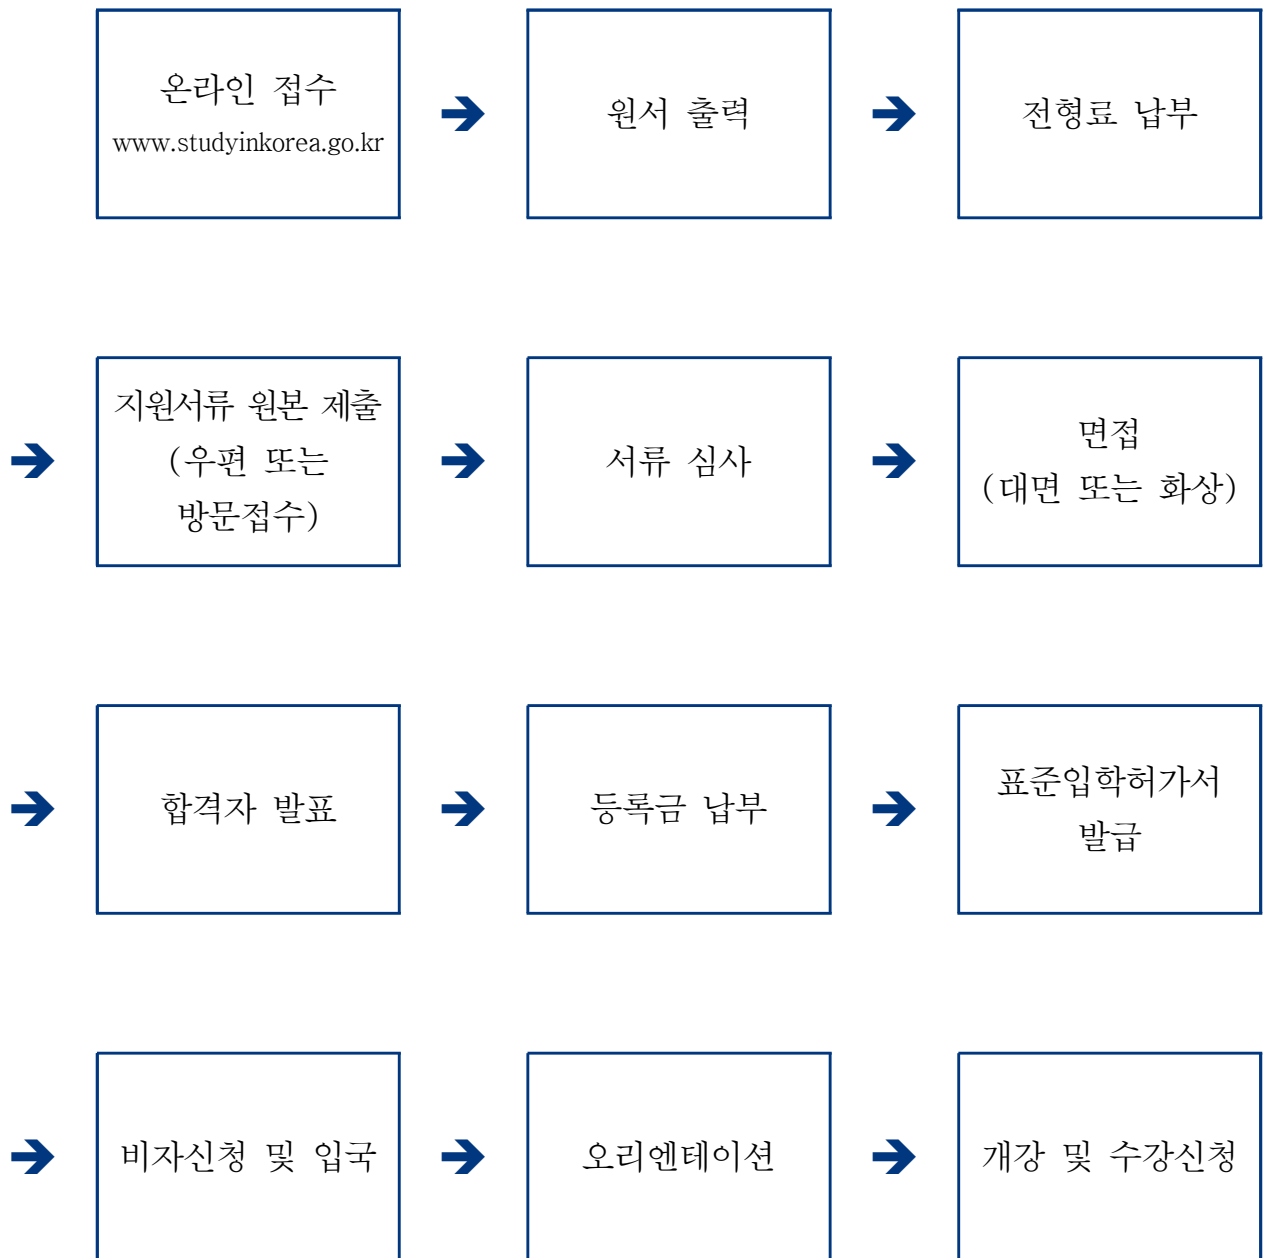 온라인 접수
www.studyinkorea.go.kr
원서 출력
전형료 납부
지원서류 원본 제출
(우편 또는
방문접수)
서류 심사
면접
(대면 또는 화상)
합격자 발표
등록금 납부
표준입학허가서
발급
비자신청 및 입국
오리엔테이션
개강 및 수강신청